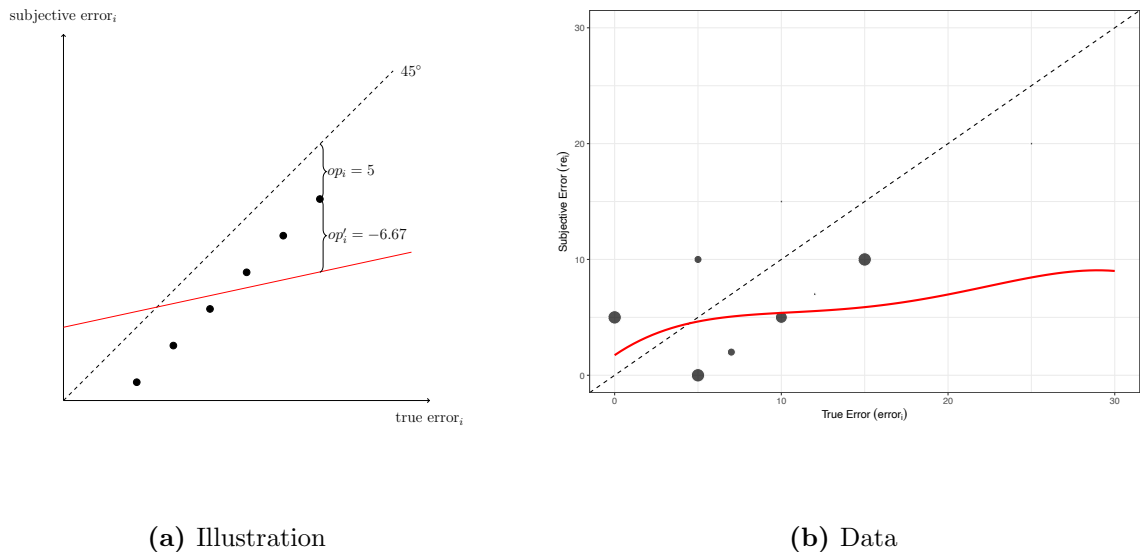 subjective error_i
45°
op_i = 5
op′_i = −6.67
true error_i
(a) Illustration
30
20
10
0
Subjective Error (re_i)
0
10
20
30
True Error (error_i)
(b) Data